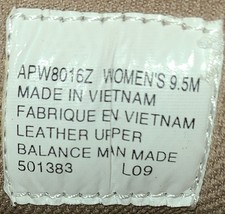 APW8016Z WOMEN'S 9.5M
MADE IN VIETNAM
FABRIQUE EN VIETNAM
LEATHER UPPER
BALANCE MAN MADE
501383 L09